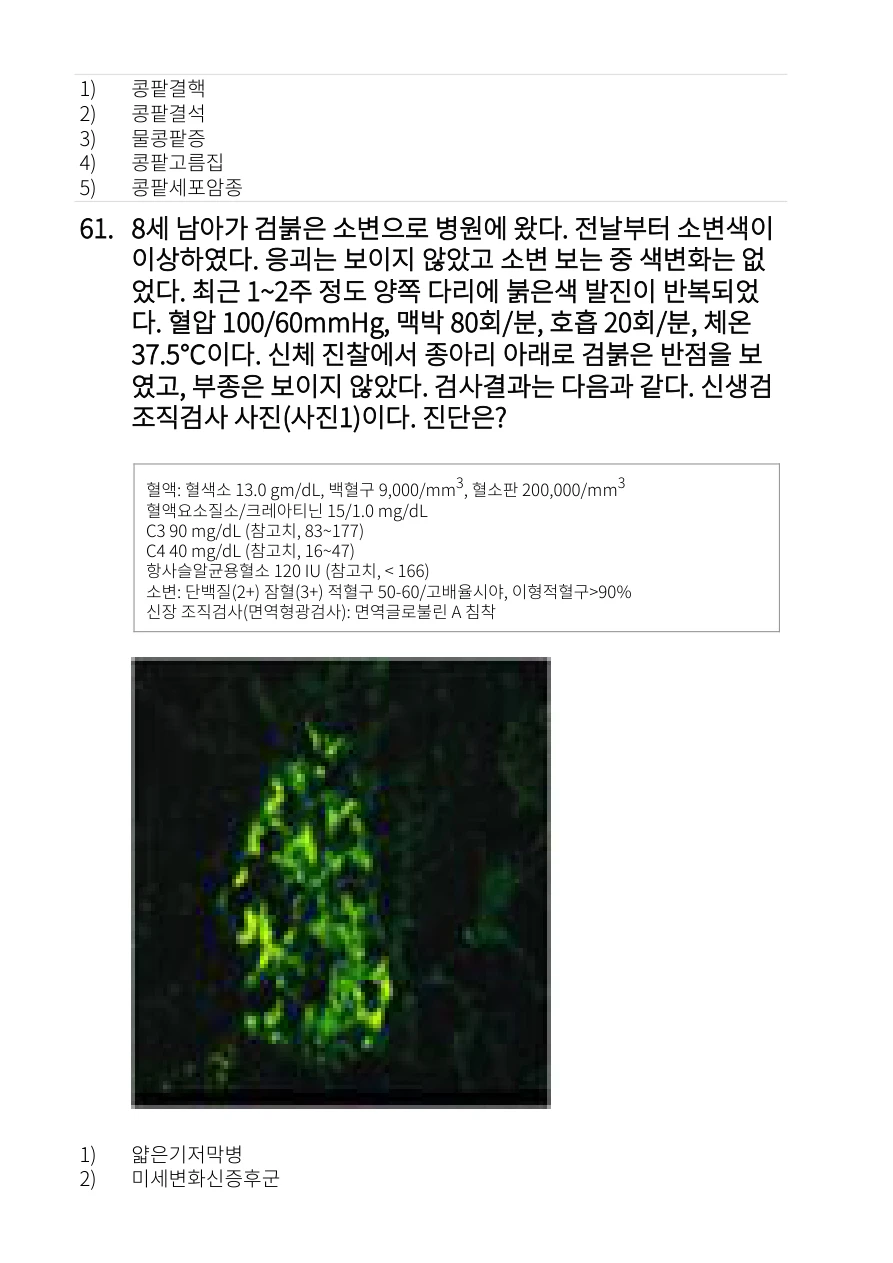 1) 콩팥결핵
2) 콩팥결석
3) 물콩팥증
4) 콩팥고름집
5) 콩팥세포암종
61. 8세 남아가 검붉은 소변으로 병원에 왔다. 전날부터 소변색이
이상하였다. 응괴는 보이지 않았고 소변 보는 중 색변화는 없
었다. 최근 1~2주 정도 양쪽 다리에 붉은색 발진이 반복되었
다. 혈압 100/60mmHg, 맥박 80회/분, 호흡 20회/분, 체온
37.5℃이다. 신체 진찰에서 종아리 아래로 검붉은 반점을 보
였고, 부종은 보이지 않았다. 검사결과는 다음과 같다. 신생검
조직검사 사진(사진1)이다. 진단은?
혈액: 혈색소 13.0 gm/dL, 백혈구 9,000/mm³, 혈소판 200,000/mm³
혈액요소질소/크레아티닌 15/1.0 mg/dL
C3 90 mg/dL (참고치, 83~177)
C4 40 mg/dL (참고치, 16~47)
항사슬알균용혈소 120 IU (참고치, < 166)
소변: 단백질(2+) 잠혈(3+) 적혈구 50-60/고배율시야, 이형적혈구>90%
신장 조직검사(면역형광검사): 면역글로불린 A 침착
1) 얇은기저막병
2) 미세변화신증후군